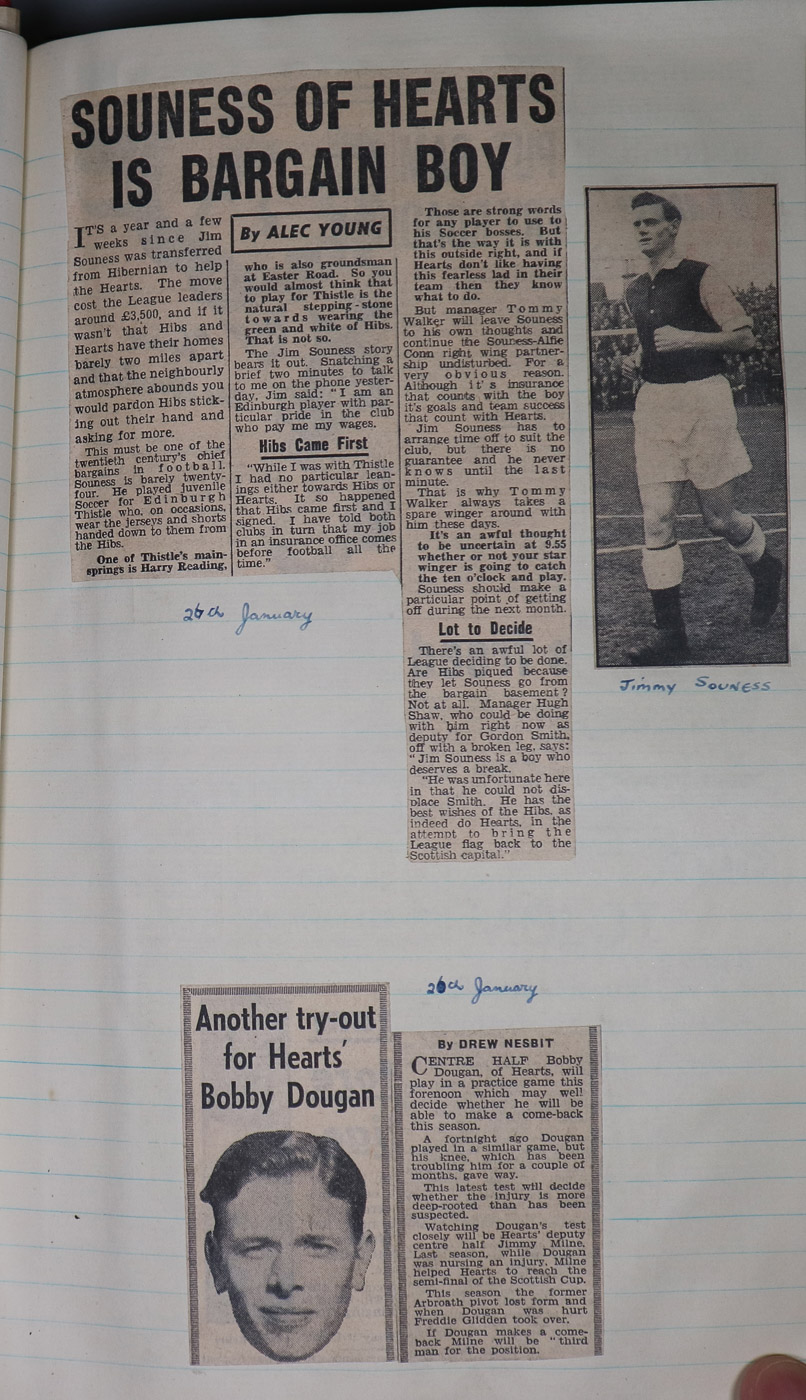 SOUNESS OF HEARTS
IS BARGAIN BOY
IT'S a year and a few
weeks since Jim
Souness was transferred
from Hibernian to help
the Hearts. The move
cost the League leaders
around £3,500, and if it
wasn't that Hibs and
Hearts have their homes
barely two miles apart
and that the neighbourly
atmosphere abounds you
would pardon Hibs stick-
ing out their hand and
asking for more.
This must be one of the
twentieth century's chief
bargains in football.
Souness is barely twenty-
four. He played juvenile
Soccer for Edinburgh
Thistle who, on occasions,
wear the jerseys and shorts
handed down to them from
the Hibs.
One of Thistle's main-
springs is Harry Reading,
By ALEC YOUNG
who is also groundsman
at Easter Road. So you
would almost think that
to play for Thistle is the
natural stepping-stone
towards wearing the
green and white of Hibs.
That is not so.
The Jim Souness story
bears it out. Snatching a
brief two minutes to talk
to me on the phone yester-
day, Jim said: "I am an
Edinburgh player with par-
ticular pride in the club
who pay me my wages.
Hibs Came First
"While I was with Thistle
I had no particular lean-
ings either towards Hibs or
Hearts. It so happened
that Hibs came first and I
signed. I have told both
clubs in turn that my job
in an insurance office comes
before football all the
time."
Those are strong words
for any player to use to
his Soccer bosses. But
that's the way it is with
this outside right, and if
Hearts don't like having
this fearless lad in their
team then they know
what to do.
But manager Tommy
Walker will leave Souness
to his own thoughts and
continue the Souness-Alfie
Conn right wing partner-
ship undisturbed. For a
very obvious reason.
Although it's insurance
that counts with the boy
it's goals and team success
that count with Hearts.
Jim Souness has to
arrange time off to suit the
club, but there is no
guarantee and he never
knows until the last
minute.
That is why Tommy
Walker always takes a
spare winger around with
him these days.
It's an awful thought
to be uncertain at 9.55
whether or not your star
winger is going to catch
the ten o'clock and play.
Souness should make a
particular point of getting
off during the next month.
Lot to Decide
There's an awful lot of
League deciding to be done.
Are Hibs piqued because
they let Souness go from
the bargain basement?
Not at all. Manager Hugh
Shaw, who could be doing
with him right now as
deputy for Gordon Smith,
off with a broken leg, says:
"Jim Souness is a boy who
deserves a break.
"He was unfortunate here
in that he could not dis-
place Smith. He has the
best wishes of the Hibs, as
indeed do Hearts, in the
attempt to bring the
League flag back to the
Scottish capital."
26th January
Jimmy Souness
26th January
Another try-out
for Hearts'
Bobby Dougan
By DREW NESBIT
CENTRE HALF Bobby
Dougan, of Hearts, will
play in a practice game this
forenoon which may well
decide whether he will be
able to make a come-back
this season.
A fortnight ago Dougan
played in a similar game, but
his knee, which has been
troubling him for a couple of
months, gave way.
This latest test will decide
whether the injury is more
deep-rooted than has been
suspected.
Watching Dougan's test
closely will be Hearts' deputy
centre half Jimmy Milne.
Last season, while Dougan
was nursing an injury, Milne
helped Hearts to reach the
semi-final of the Scottish Cup.
This season the former
Arbroath pivot lost form and
when Dougan was hurt
Freddie Glidden took over.
If Dougan makes a come-
back Milne will be "third
man for the position.